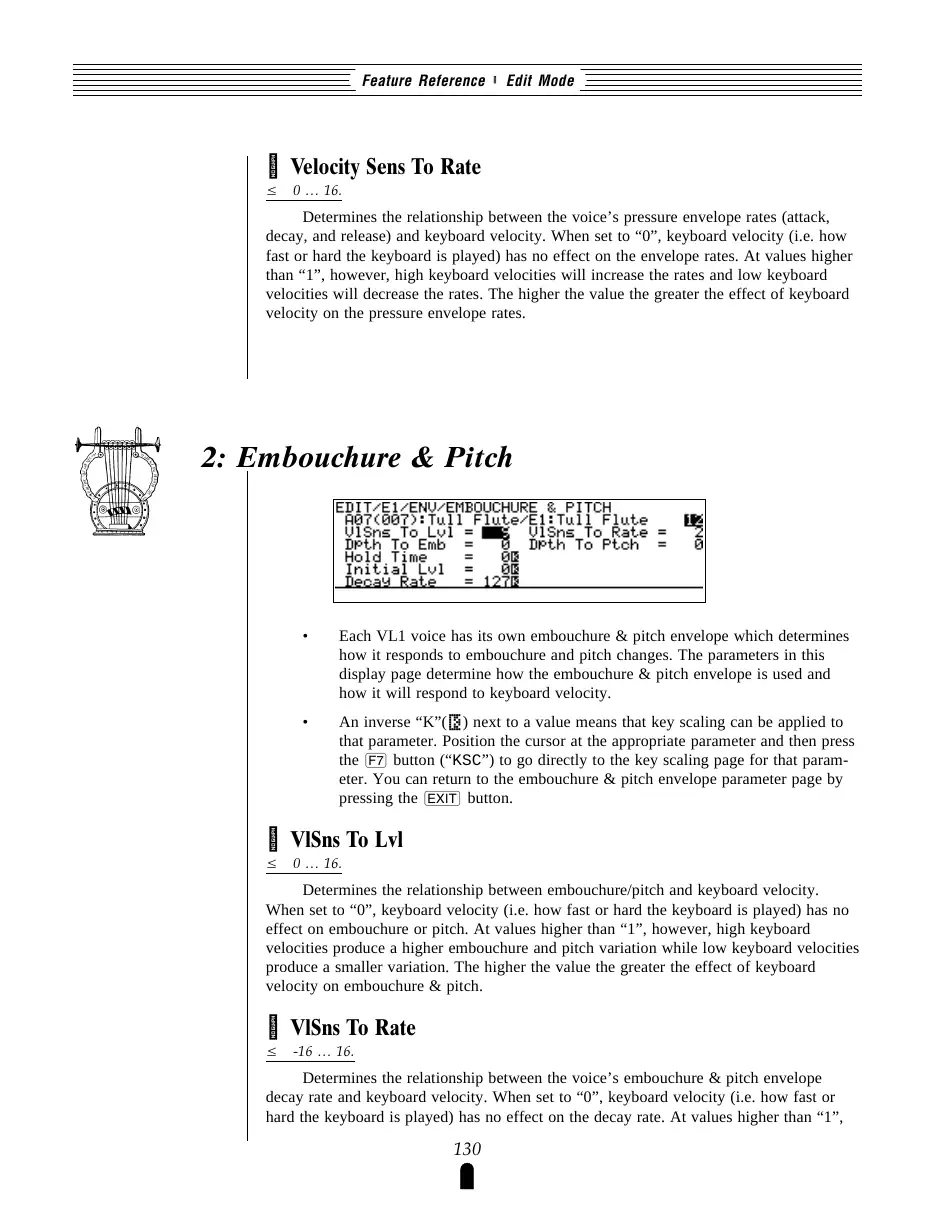 Feature Reference Edit Mode
Velocity Sens To Rate
≤ 0 … 16.
Determines the relationship between the voice’s pressure envelope rates (attack,
decay, and release) and keyboard velocity. When set to “0”, keyboard velocity (i.e. how
fast or hard the keyboard is played) has no effect on the envelope rates. At values higher
than “1”, however, high keyboard velocities will increase the rates and low keyboard
velocities will decrease the rates. The higher the value the greater the effect of keyboard
velocity on the pressure envelope rates.
2: Embouchure & Pitch
EDIT/E1/ENV/EMBOUCHURE & PITCH
A07(007):Tull Flute/E1:Tull Flute 12
VlSns To Lvl = VlSns To Rate = 2
Dpth To Emb = 0 Dpth To Ptch = 0
Hold Time = 0K
Initial Lvl = 0K
Decay Rate = 127K
• Each VL1 voice has its own embouchure & pitch envelope which determines
how it responds to embouchure and pitch changes. The parameters in this
display page determine how the embouchure & pitch envelope is used and
how it will respond to keyboard velocity.
• An inverse “K”(K) next to a value means that key scaling can be applied to
that parameter. Position the cursor at the appropriate parameter and then press
the F7 button (“KSC”) to go directly to the key scaling page for that param-
eter. You can return to the embouchure & pitch envelope parameter page by
pressing the EXIT button.
VlSns To Lvl
≤ 0 … 16.
Determines the relationship between embouchure/pitch and keyboard velocity.
When set to “0”, keyboard velocity (i.e. how fast or hard the keyboard is played) has no
effect on embouchure or pitch. At values higher than “1”, however, high keyboard
velocities produce a higher embouchure and pitch variation while low keyboard velocities
produce a smaller variation. The higher the value the greater the effect of keyboard
velocity on embouchure & pitch.
VlSns To Rate
≤ -16 … 16.
Determines the relationship between the voice’s embouchure & pitch envelope
decay rate and keyboard velocity. When set to “0”, keyboard velocity (i.e. how fast or
hard the keyboard is played) has no effect on the decay rate. At values higher than “1”,
130